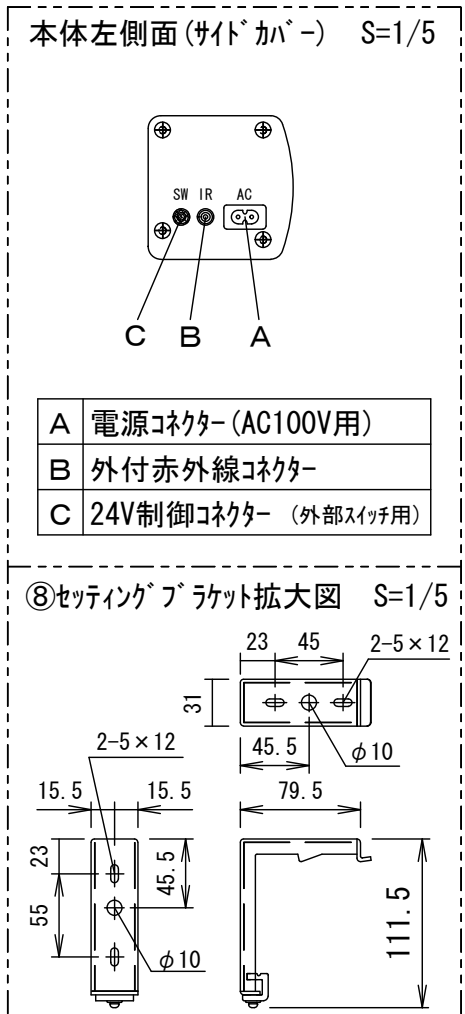 本体左側面(ｻｲﾄﾞｶﾊﾞｰ) S=1/5
SW IR AC
C B A
A 電源ｺﾈｸﾀｰ(AC100V用)
B 外付赤外線ｺﾈｸﾀｰ
C 24V制御ｺﾈｸﾀｰ (外部ｽｲｯﾁ用)
⑧ｾｯﾃｨﾝｸﾞﾌﾞﾗｹｯﾄ拡大図 S=1/5
23 45 2-5×12
31
45.5 φ10
2-5×12
15.5 15.5
79.5
23
45.5
55
111.5
φ10